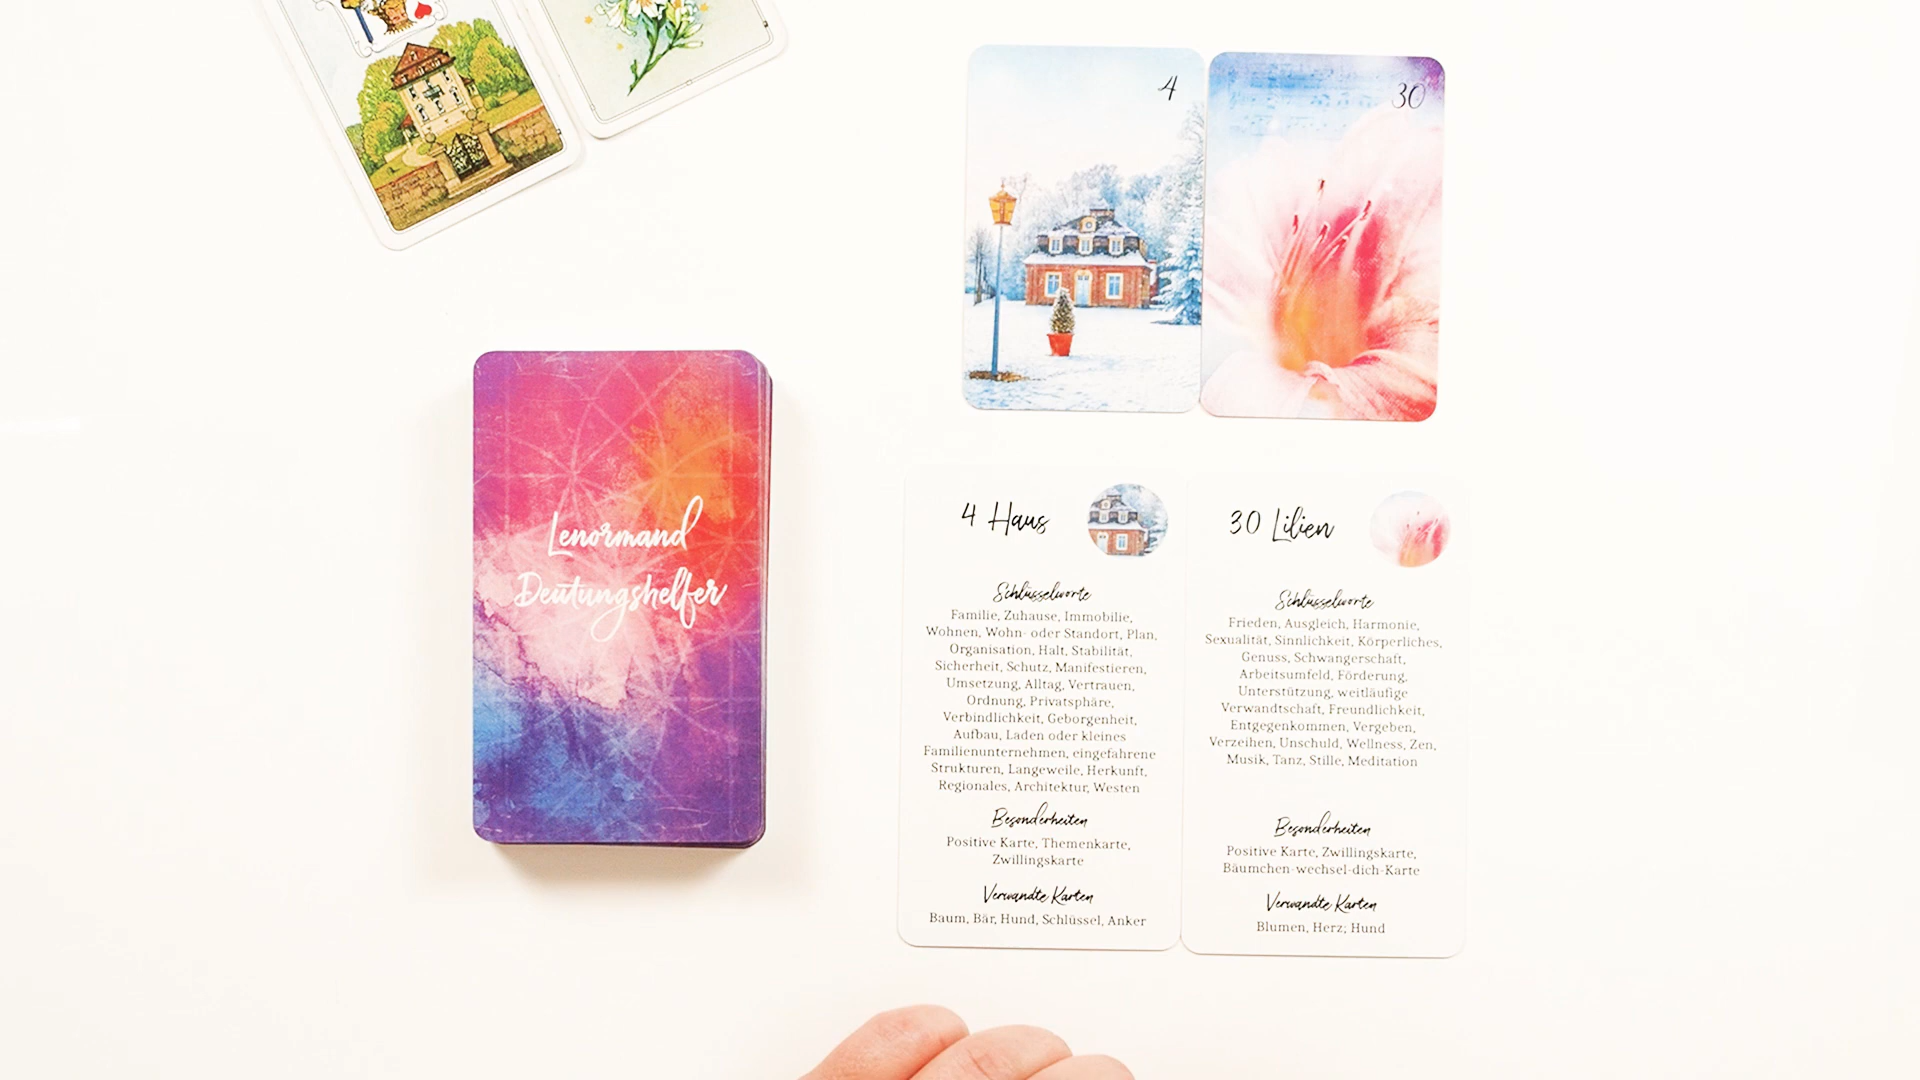 4
30
Lenormand
Deutungshelfer
4 Haus
Schlüsselworte
Familie, Zuhause, Immobilie,
Wohnen, Wohn- oder Standort, Plan,
Organisation, Halt, Stabilität,
Sicherheit, Schutz, Manifestieren,
Umsetzung, Alltag, Vertrauen,
Ordnung, Privatsphäre,
Verbindlichkeit, Geborgenheit,
Aufbau, Laden oder kleines
Familienunternehmen, eingefahrene
Strukturen, Langeweile, Herkunft,
Regionales, Architektur, Westen
Besonderheiten
Positive Karte, Themenkarte,
Zwillingskarte
Verwandte Karten
Baum, Bär, Hund, Schlüssel, Anker
30 Lilien
Schlüsselworte
Frieden, Ausgleich, Harmonie,
Sexualität, Sinnlichkeit, Körperliches,
Genuss, Schwangerschaft,
Arbeitsumfeld, Förderung,
Unterstützung, weitläufige
Verwandtschaft, Freundlichkeit,
Entgegenkommen, Vergeben,
Verzeihen, Unschuld, Wellness, Zen,
Musik, Tanz, Stille, Meditation
Besonderheiten
Positive Karte, Zwillingskarte,
Bäumchen-wechsel-dich-Karte
Verwandte Karten
Blumen, Herz, Hund